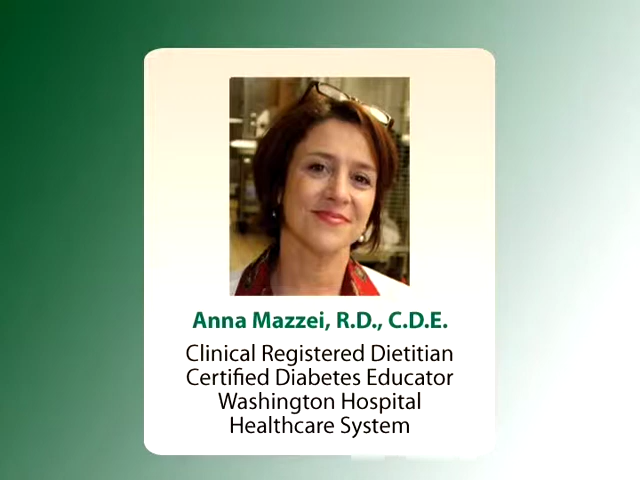 Anna Mazzei, R.D., C.D.E.
Clinical Registered Dietitian
Certified Diabetes Educator
Washington Hospital
Healthcare System